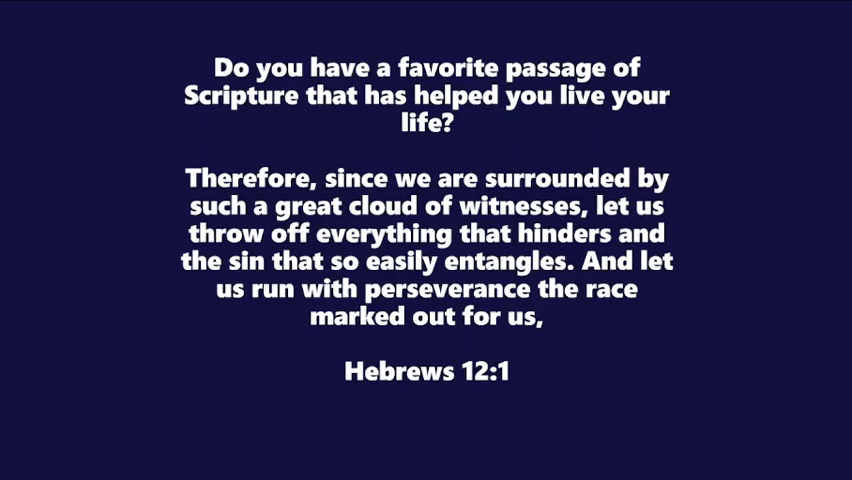 Do you have a favorite passage of
Scripture that has helped you live your
life?
Therefore, since we are surrounded by
such a great cloud of witnesses, let us
throw off everything that hinders and
the sin that so easily entangles. And let
us run with perseverance the race
marked out for us,
Hebrews 12:1